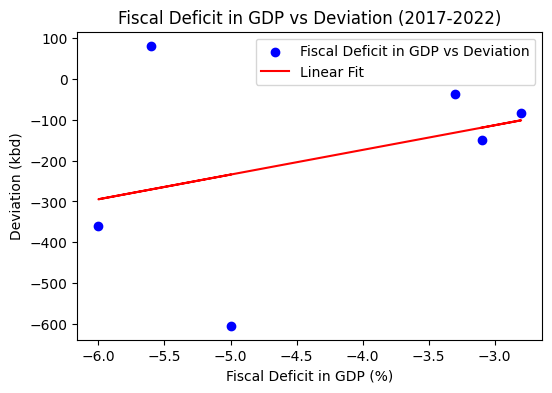 Fiscal Deficit in GDP vs Deviation (2017-2022)
Fiscal Deficit in GDP vs Deviation
Linear Fit
100
0
−100
−200
−300
−400
−500
−600
Deviation (kbd)
−6.0 −5.5 −5.0 −4.5 −4.0 −3.5 −3.0
Fiscal Deficit in GDP (%)